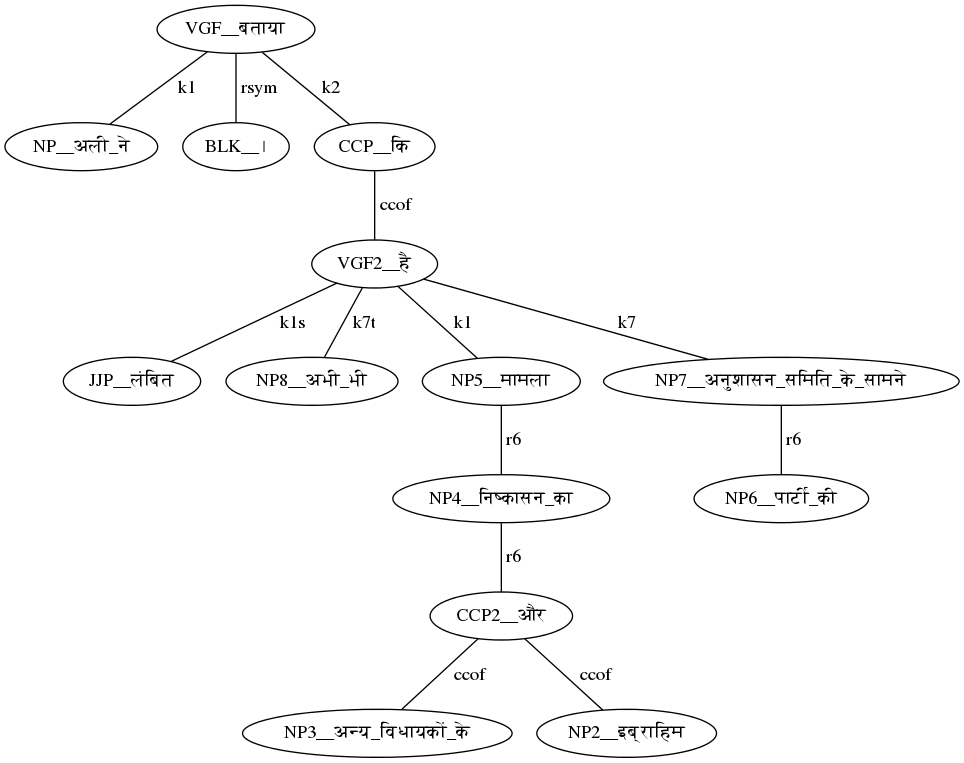 VGF__बताया
k1
rsym
k2
NP__अली_ने
BLK__।
CCP__कि
ccof
VGF2__है
k1s
k7t
k1
k7
JJP__लंबित
NP8__अभी_भी
NP5__मामला
NP7__अनुशासन_समिति_के_सामने
r6
r6
NP4__निष्कासन_का
NP6__पार्टी_की
r6
CCP2__और
ccof
ccof
NP3__अन्य_विधायकों_के
NP2__इब्राहिम